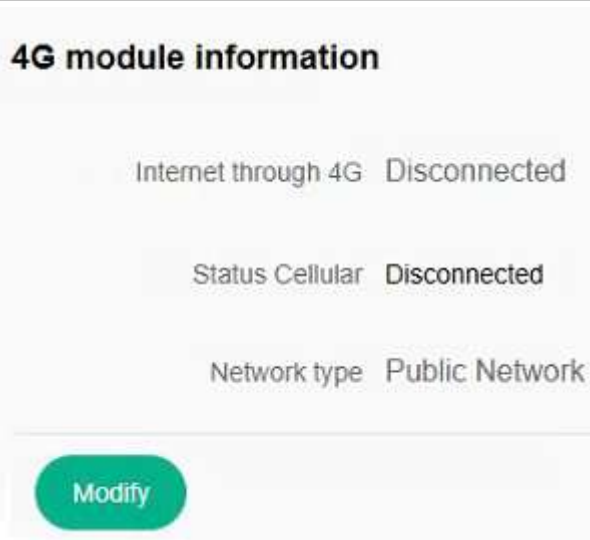 4G module information
Internet through 4G Disconnected
Status Cellular Disconnected
Network type Public Network
Modify